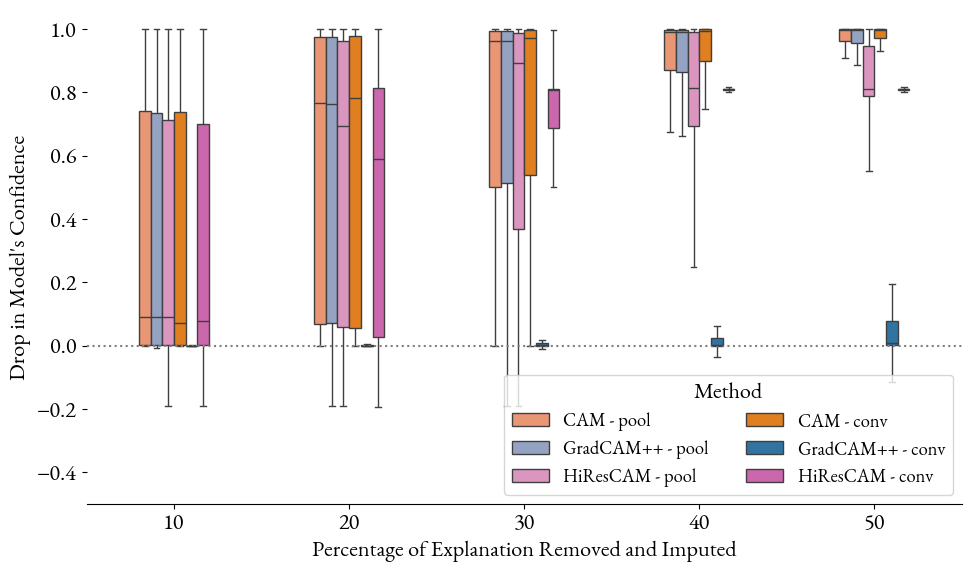 1.0
0.8
0.6
0.4
0.2
0.0
−0.2
−0.4
Drop in Model's Confidence
10 20 30 40 50
Percentage of Explanation Removed and Imputed
Method
CAM - pool
GradCAM++ - pool
HiResCAM - pool
CAM - conv
GradCAM++ - conv
HiResCAM - conv